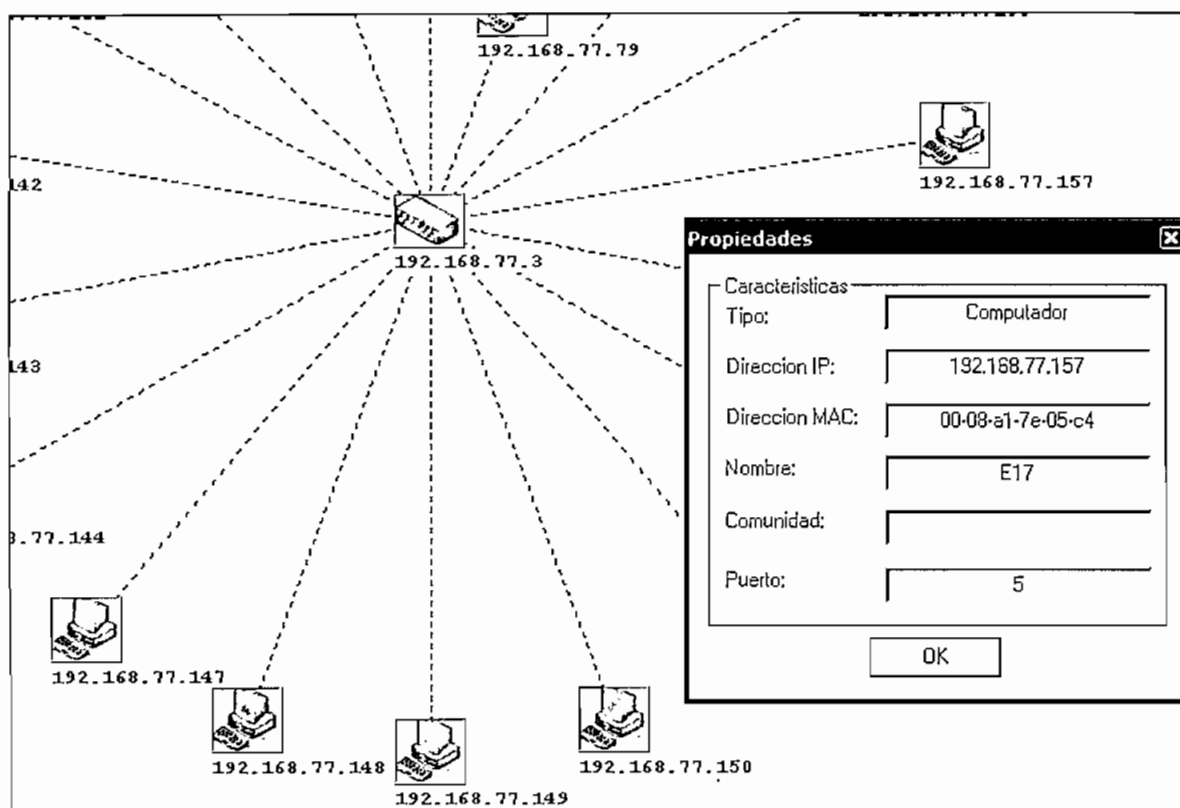 192.168.77.79
192.168.77.157
142
192.168.77.3
143
.77.144
192.168.77.147
192.168.77.148
192.168.77.149
192.168.77.150
Propiedades
Caracteristicas
Tipo: Computador
Direccion IP: 192.168.77.157
Direccion MAC: 00-08-a1-7e-05-c4
Nombre: E17
Comunidad:
Puerto: 5
OK